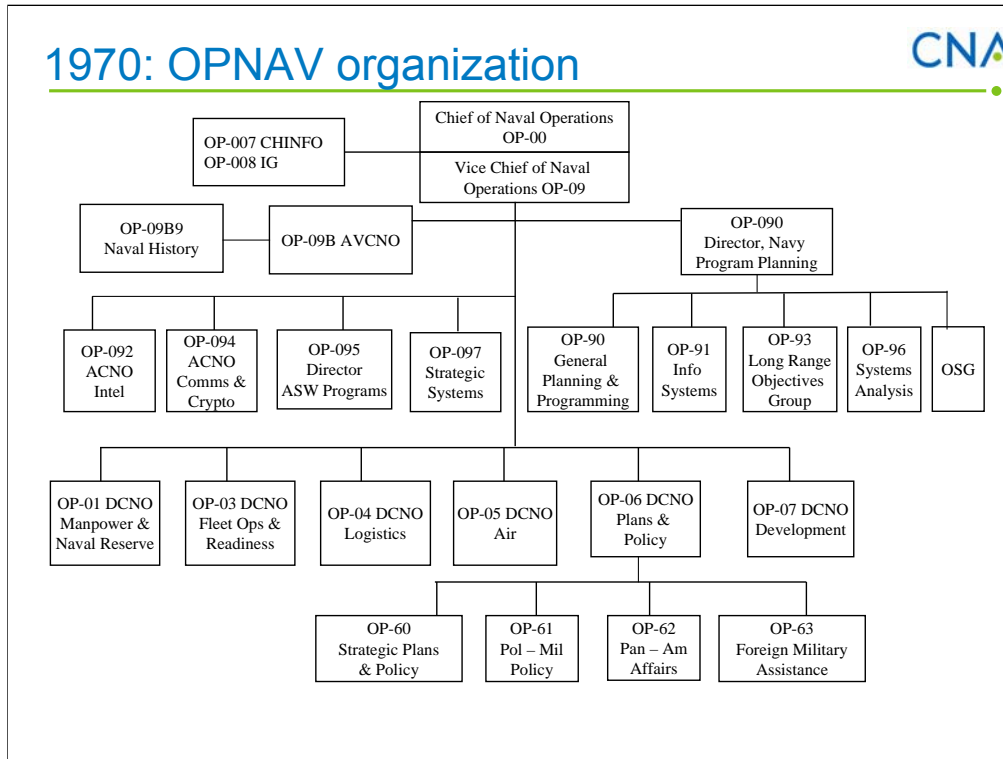 1970: OPNAV organization
CNA
Chief of Naval Operations
OP-00
Vice Chief of Naval
Operations OP-09
OP-007 CHINFO
OP-008 IG
OP-09B9
Naval History
OP-09B AVCNO
OP-090
Director, Navy
Program Planning
OP-092
ACNO
Intel
OP-094
ACNO
Comms &
Crypto
OP-095
Director
ASW Programs
OP-097
Strategic
Systems
OP-90
General
Planning &
Programming
OP-91
Info
Systems
OP-93
Long Range
Objectives
Group
OP-96
Systems
Analysis
OSG
OP-01 DCNO
Manpower &
Naval Reserve
OP-03 DCNO
Fleet Ops &
Readiness
OP-04 DCNO
Logistics
OP-05 DCNO
Air
OP-06 DCNO
Plans &
Policy
OP-07 DCNO
Development
OP-60
Strategic Plans
& Policy
OP-61
Pol – Mil
Policy
OP-62
Pan – Am
Affairs
OP-63
Foreign Military
Assistance